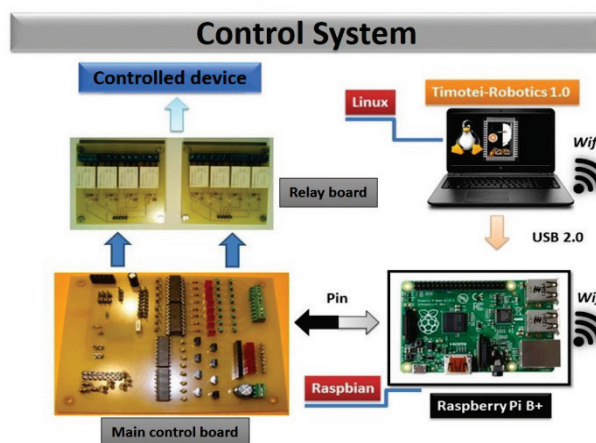 Control System
Controlled device
Linux
Timotei-Robotics 1.0
Relay board
USB 2.0
Pin
Raspbian
Main control board
Raspberry Pi B+